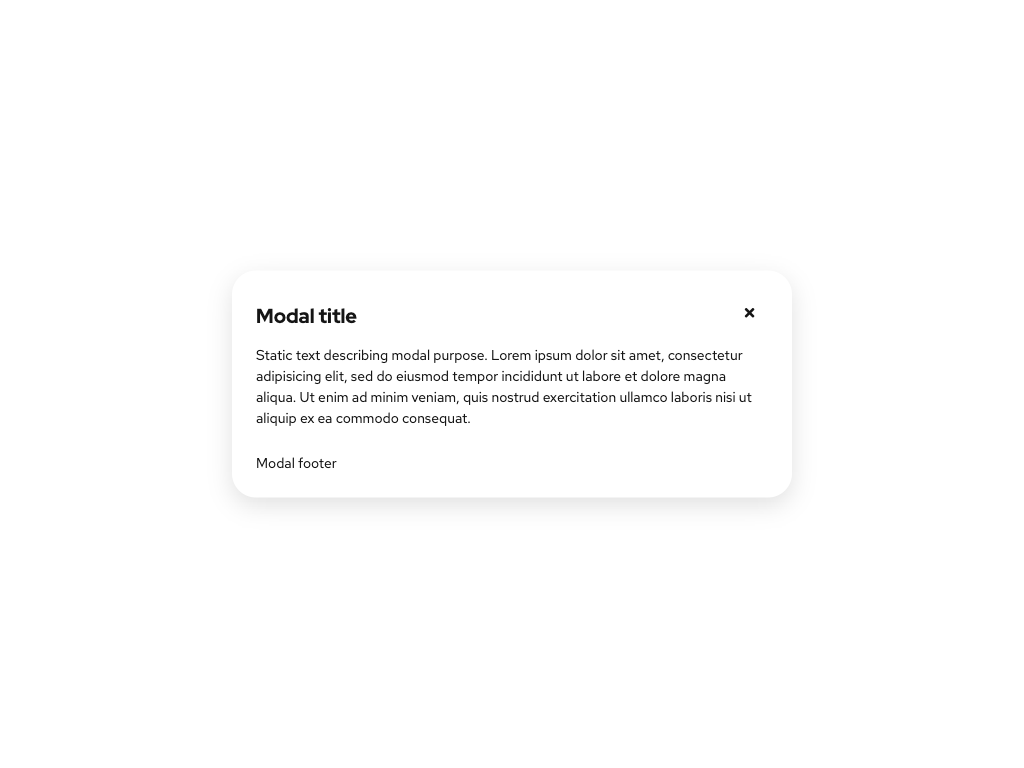 Modal title
Static text describing modal purpose. Lorem ipsum dolor sit amet, consectetur
adipisicing elit, sed do eiusmod tempor incididunt ut labore et dolore magna
aliqua. Ut enim ad minim veniam, quis nostrud exercitation ullamco laboris nisi ut
aliquip ex ea commodo consequat.
Modal footer